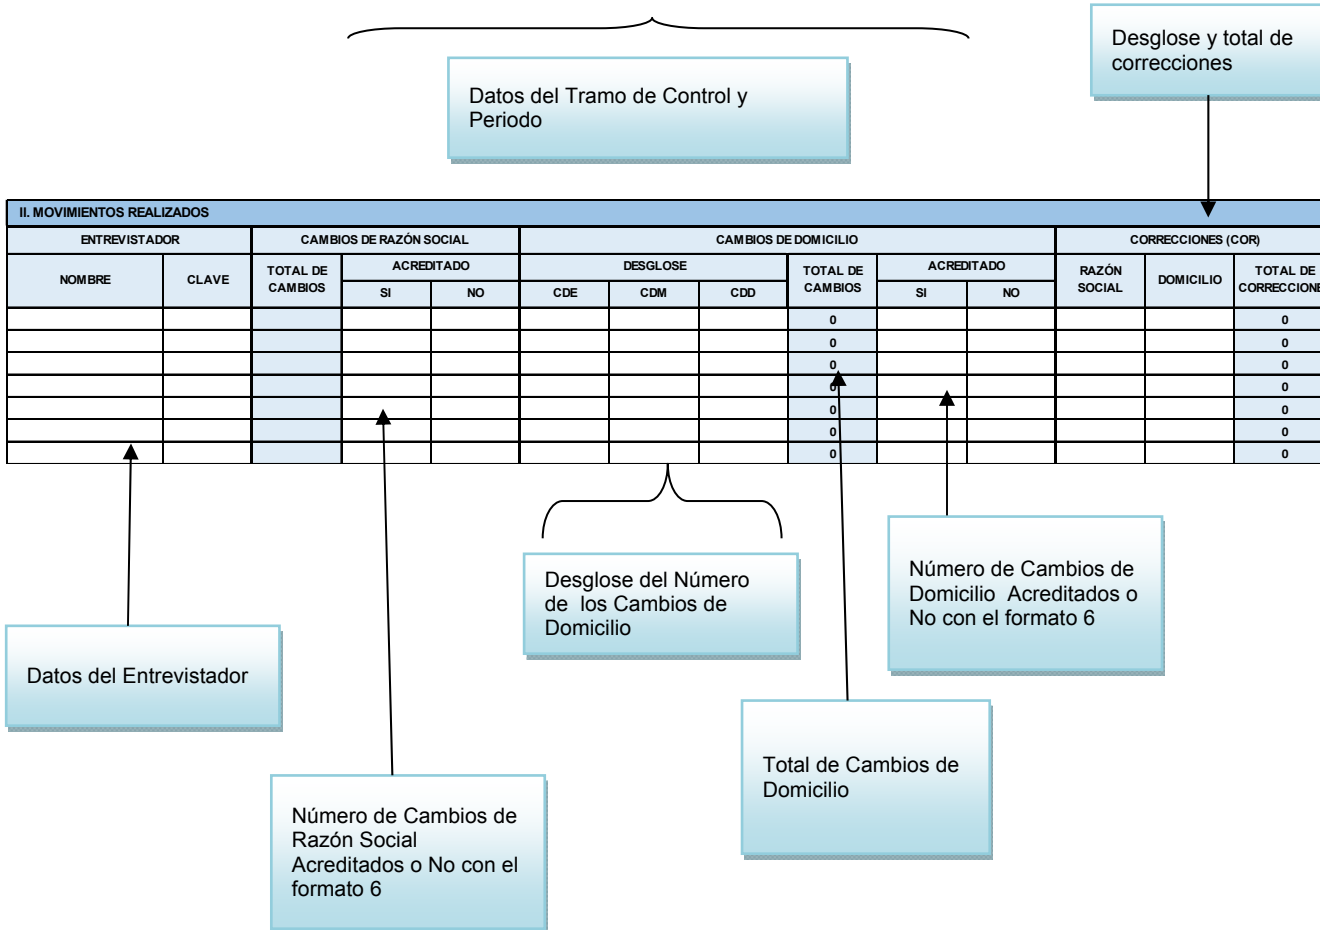 Desglose y total de
correcciones
Datos del Tramo de Control y
Periodo
II. MOVIMIENTOS REALIZADOS
ENTREVISTADOR CAMBIOS DE RAZÓN SOCIAL CAMBIOS DE DOMICILIO CORRECCIONES (COR)
NOMBRE CLAVE TOTAL DE CAMBIOS ACREDITADO DESGLOSE TOTAL DE CAMBIOS ACREDITADO RAZÓN SOCIAL DOMICILIO TOTAL DE CORRECCIONE
SI NO CDE CDM CDD SI NO
0 0
0 0
0 0
0 0
0 0
0 0
0 0
Desglose del Número
de los Cambios de
Domicilio
Número de Cambios de
Domicilio Acreditados o
No con el formato 6
Datos del Entrevistador
Total de Cambios de
Domicilio
Número de Cambios de
Razón Social
Acreditados o No con el
formato 6